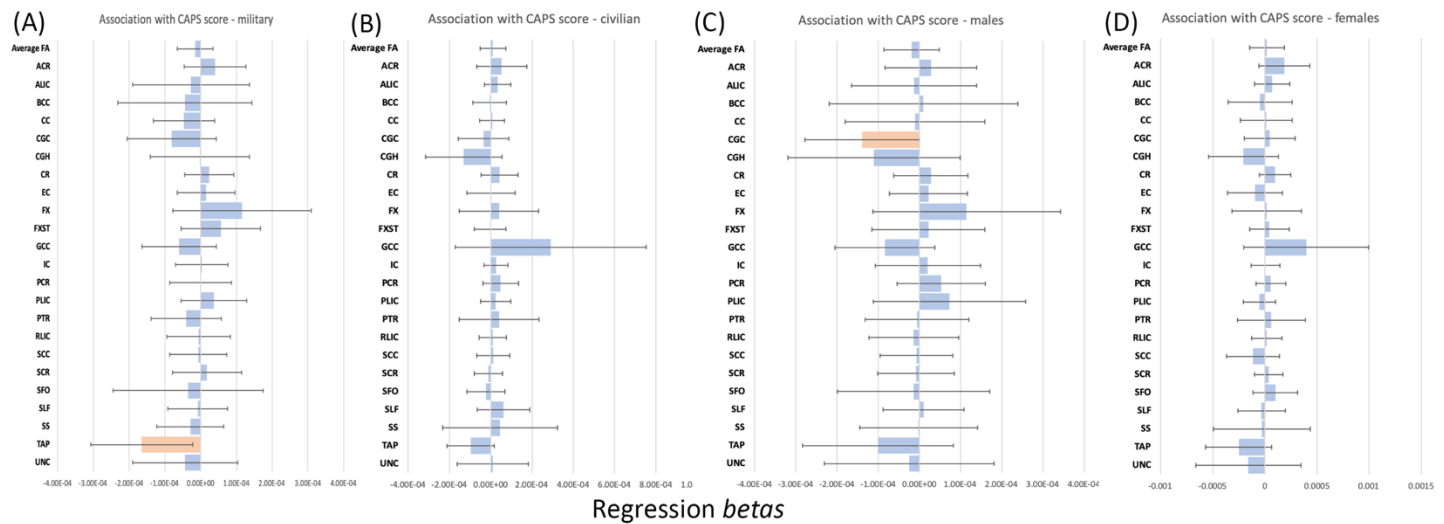 (A)
Association with CAPS score - military
Average FA
ACR
ALIC
BCC
CC
CGC
CGH
CR
EC
FX
FXST
GCC
IC
PCR
PLIC
PTR
RLIC
SCC
SCR
SFO
SLF
SS
TAP
UNC
-4.00E-04 -3.00E-04 -2.00E-04 -1.00E-04 0.00E+00 1.00E-04 2.00E-04 3.00E-04 4.00E-04
(B)
Association with CAPS score - civilian
Average FA
ACR
ALIC
BCC
CC
CGC
CGH
CR
EC
FX
FXST
GCC
IC
PCR
PLIC
PTR
RLIC
SCC
SCR
SFO
SLF
SS
TAP
UNC
-4.00E-04 -2.00E-04 0.00E+00 2.00E-04 4.00E-04 6.00E-04 8.00E-04 1.0
(C)
Association with CAPS score - males
Average FA
ACR
ALIC
BCC
CC
CGC
CGH
CR
EC
FX
FXST
GCC
IC
PCR
PLIC
PTR
RLIC
SCC
SCR
SFO
SLF
SS
TAP
UNC
-4.00E-04 -3.00E-04 -2.00E-04 -1.00E-04 0.00E+00 1.00E-04 2.00E-04 3.00E-04 4.00E-04
(D)
Association with CAPS score - females
Average FA
ACR
ALIC
BCC
CC
CGC
CGH
CR
EC
FX
FXST
GCC
IC
PCR
PLIC
PTR
RLIC
SCC
SCR
SFO
SLF
SS
TAP
UNC
-0.001 -0.0005 0 0.0005 0.001 0.0015
Regression betas